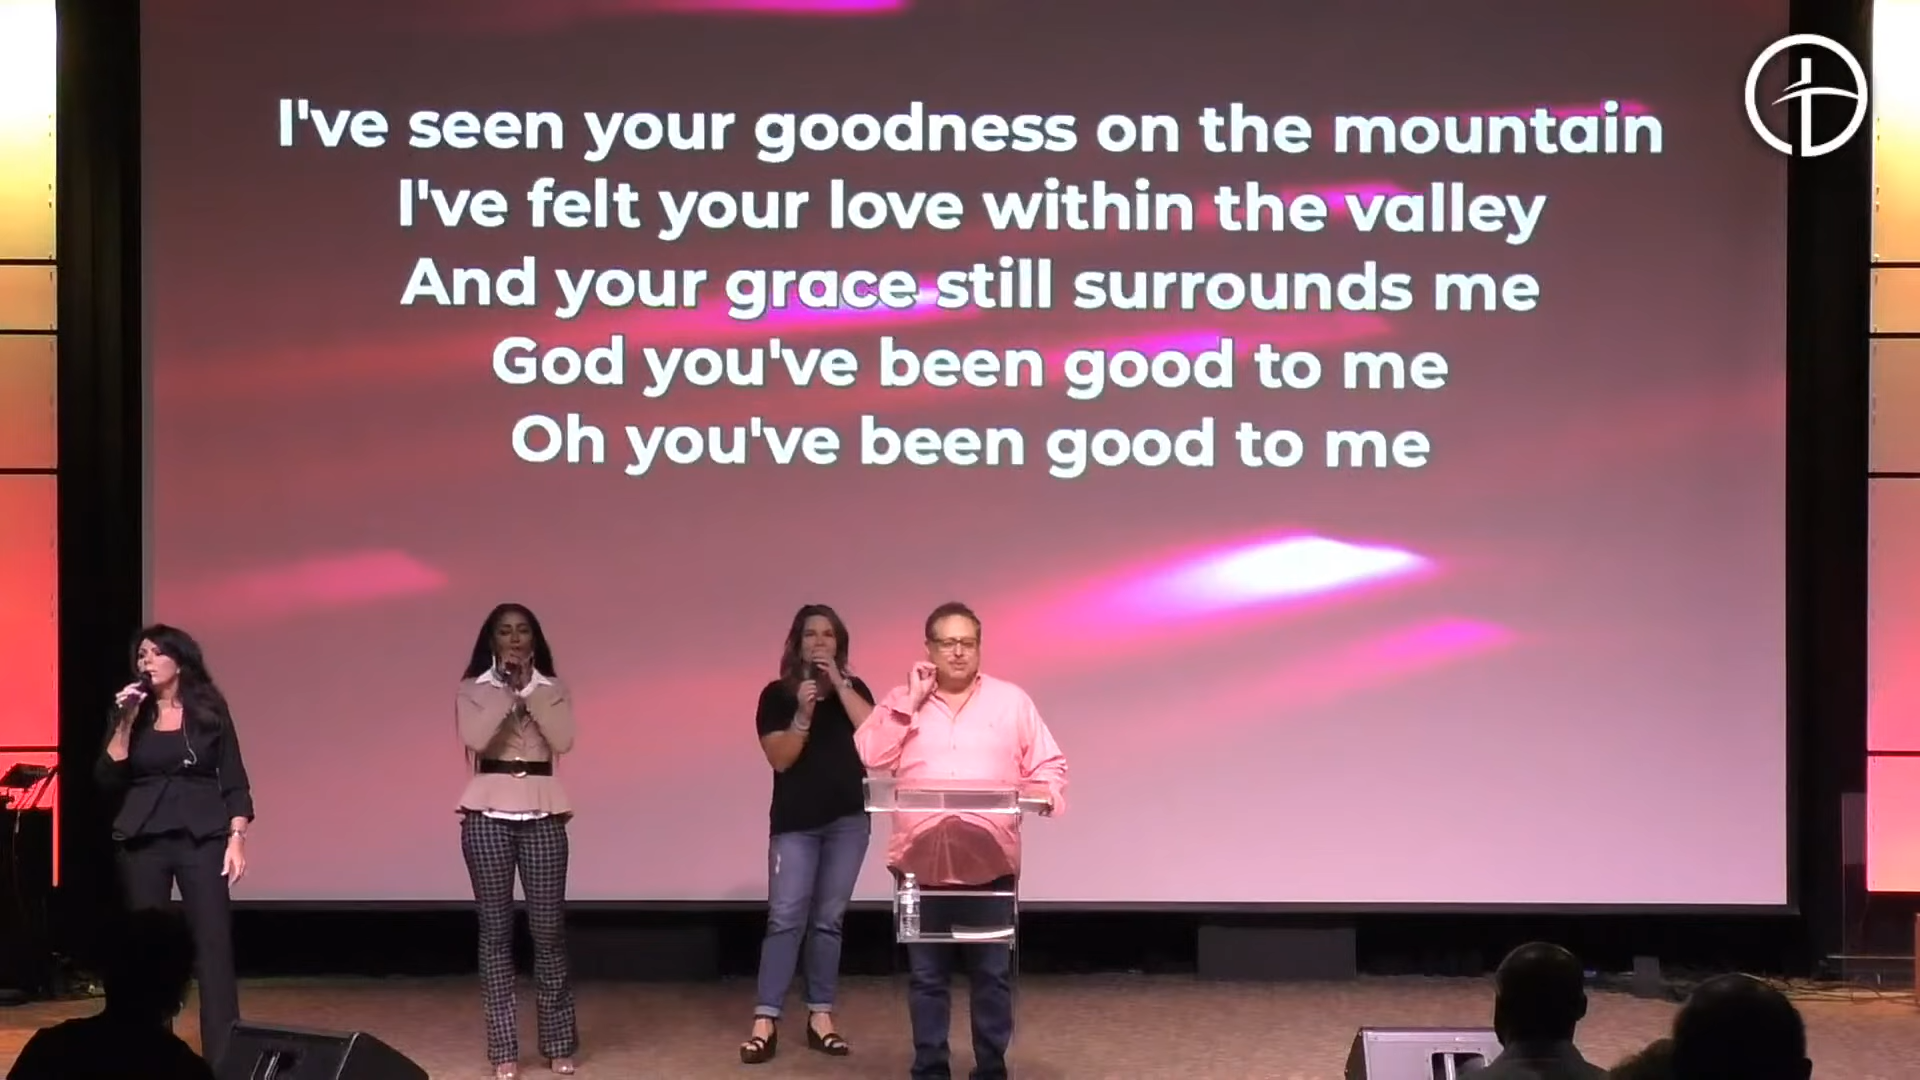 I've seen your goodness on the mountain
I've felt your love within the valley
And your grace still surrounds me
God you've been good to me
Oh you've been good to me